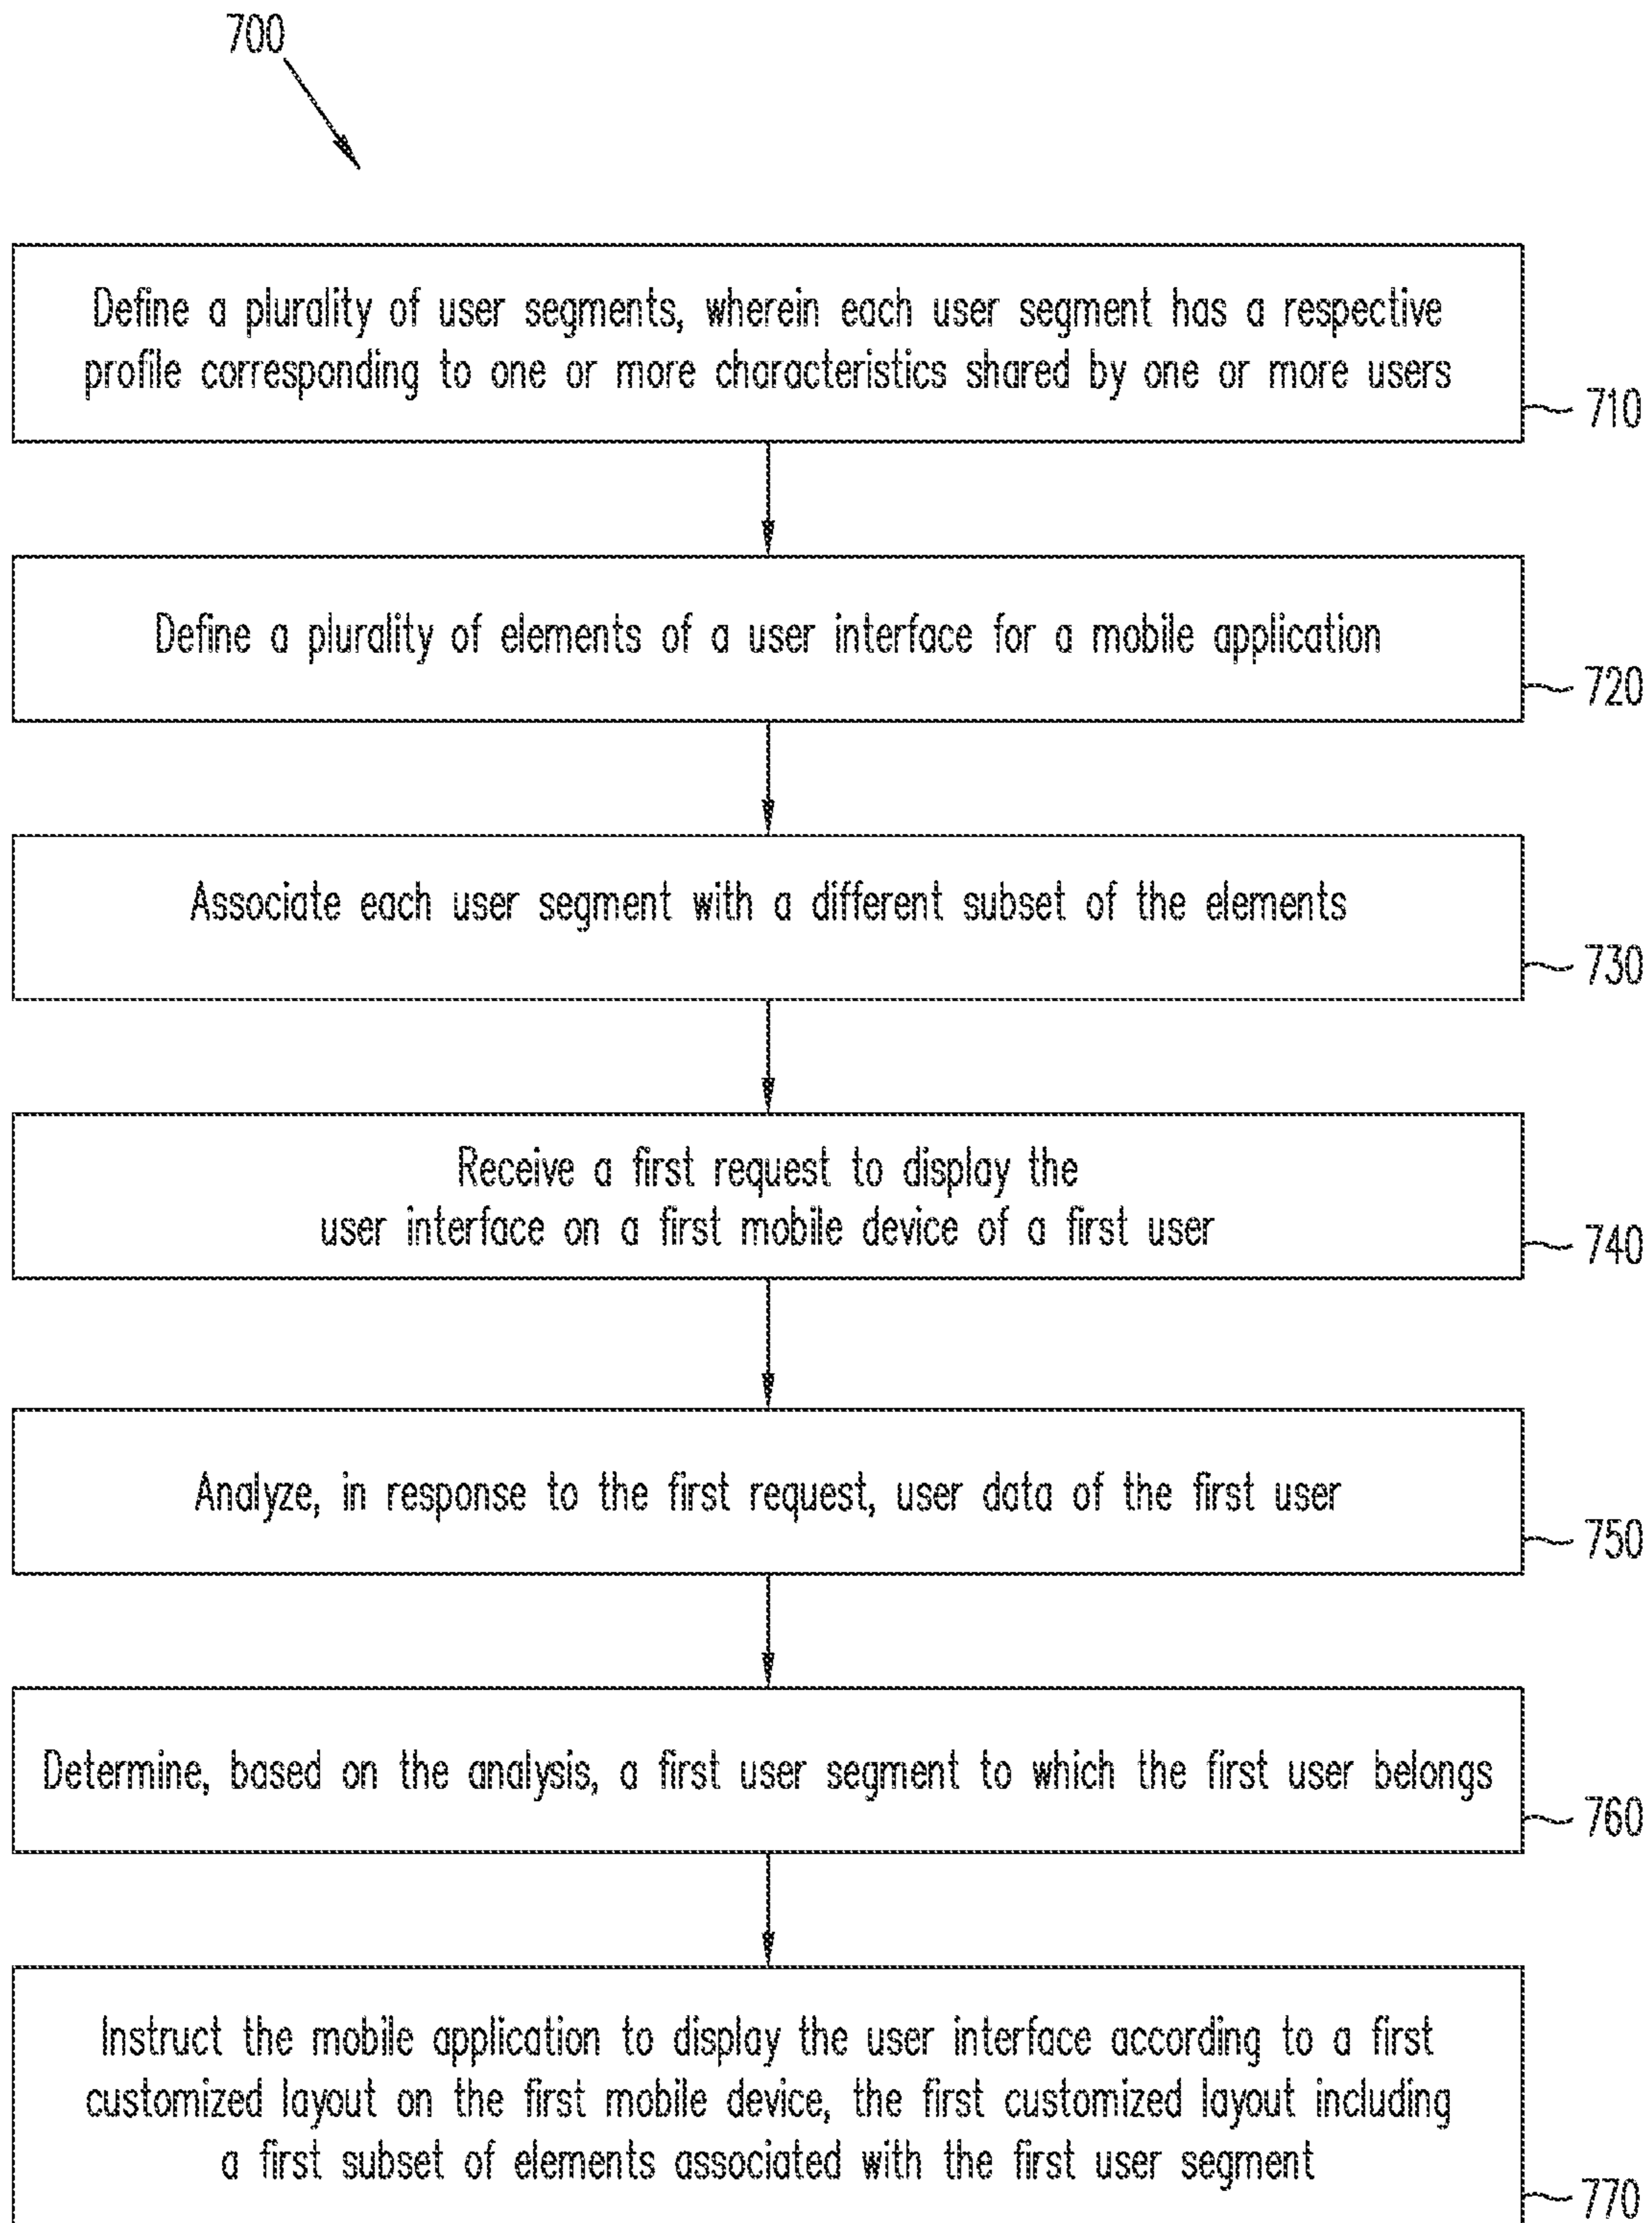 700
Define a plurality of user segments, wherein each user segment has a respective
profile corresponding to one or more characteristics shared by one or more users
710
Define a plurality of elements of a user interface for a mobile application
720
Associate each user segment with a different subset of the elements
730
Receive a first request to display the
user interface on a first mobile device of a first user
740
Analyze, in response to the first request, user data of the first user
750
Determine, based on the analysis, a first user segment to which the first user belongs
760
Instruct the mobile application to display the user interface according to a first
customized layout on the first mobile device, the first customized layout including
a first subset of elements associated with the first user segment
770